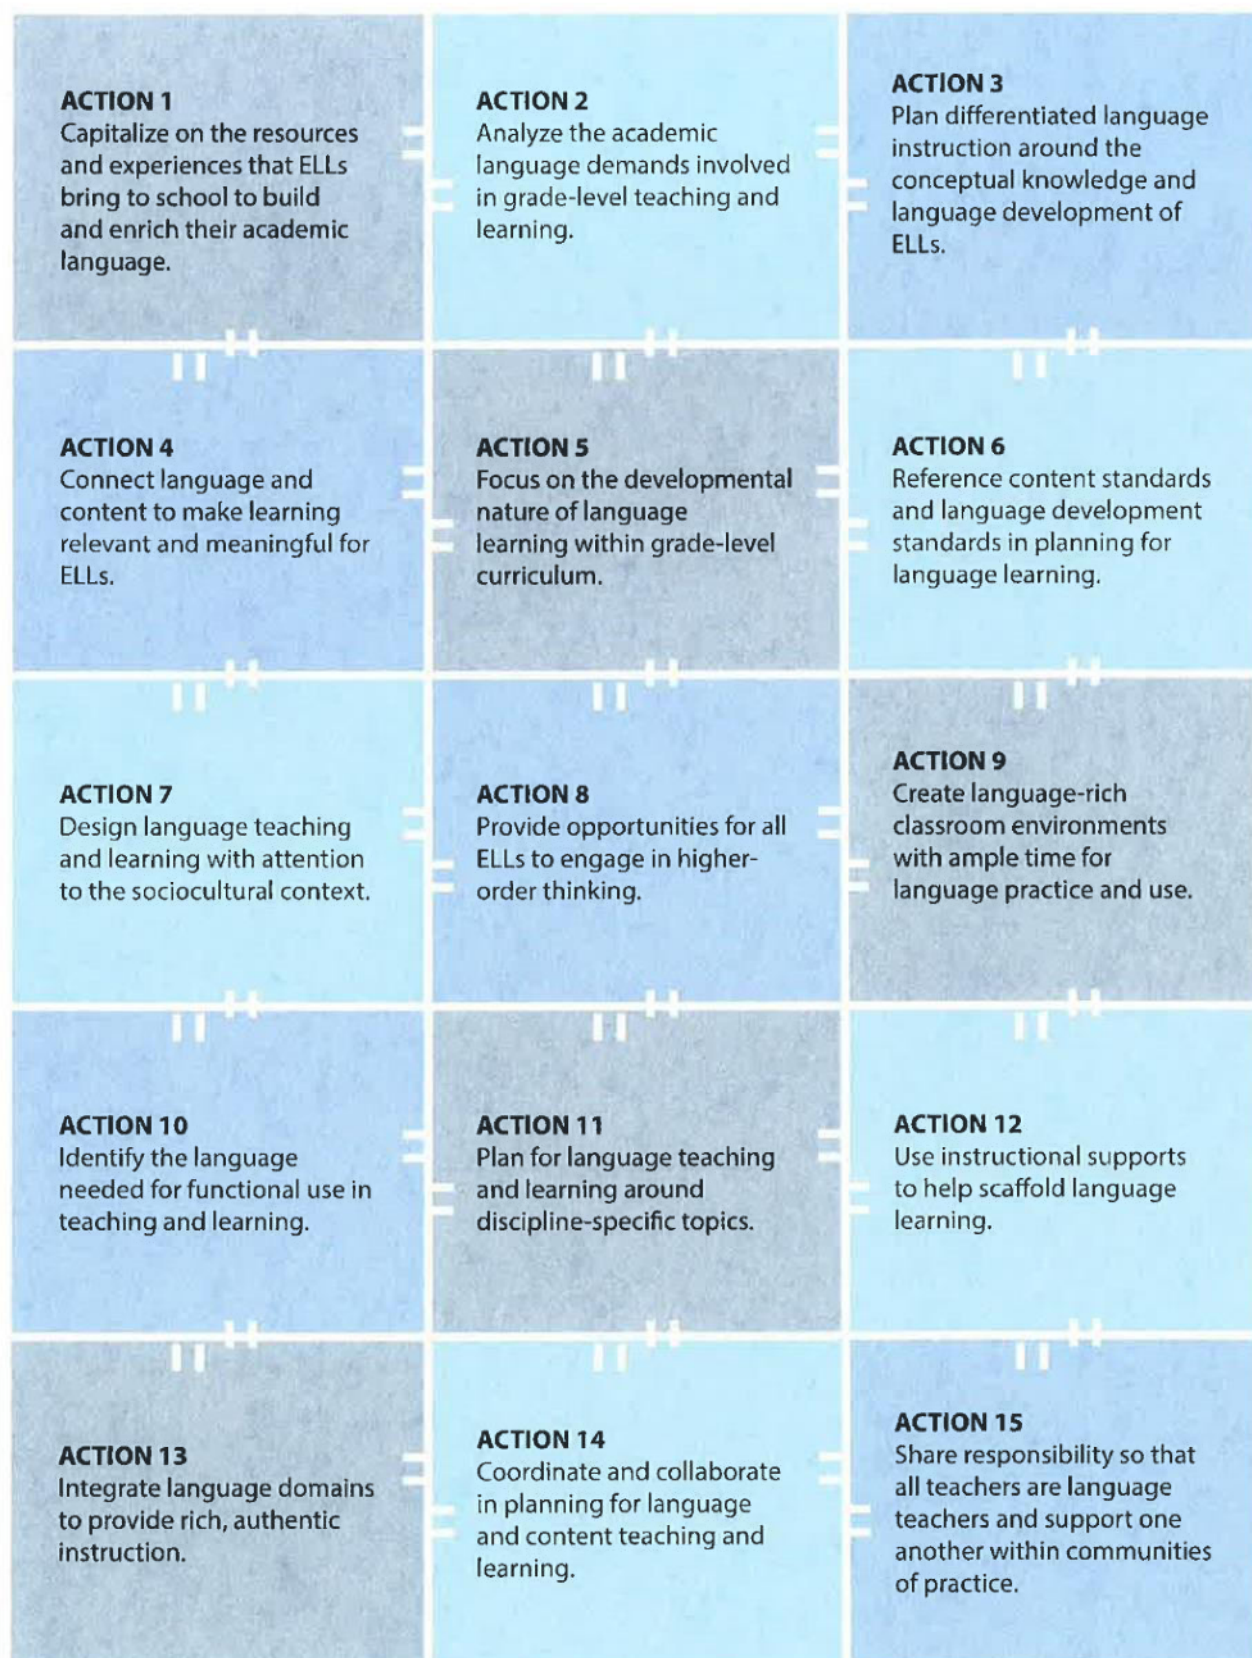 ACTION 1
Capitalize on the resources
and experiences that ELLs
bring to school to build
and enrich their academic
language.
ACTION 2
Analyze the academic
language demands involved
in grade-level teaching and
learning.
ACTION 3
Plan differentiated language
instruction around the
conceptual knowledge and
language development of
ELLs.
ACTION 4
Connect language and
content to make learning
relevant and meaningful for
ELLs.
ACTION 5
Focus on the developmental
nature of language
learning within grade-level
curriculum.
ACTION 6
Reference content standards
and language development
standards in planning for
language learning.
ACTION 7
Design language teaching
and learning with attention
to the sociocultural context.
ACTION 8
Provide opportunities for all
ELLs to engage in higher-
order thinking.
ACTION 9
Create language-rich
classroom environments
with ample time for
language practice and use.
ACTION 10
Identify the language
needed for functional use in
teaching and learning.
ACTION 11
Plan for language teaching
and learning around
discipline-specific topics.
ACTION 12
Use instructional supports
to help scaffold language
learning.
ACTION 13
Integrate language domains
to provide rich, authentic
instruction.
ACTION 14
Coordinate and collaborate
in planning for language
and content teaching and
learning.
ACTION 15
Share responsibility so that
all teachers are language
teachers and support one
another within communities
of practice.